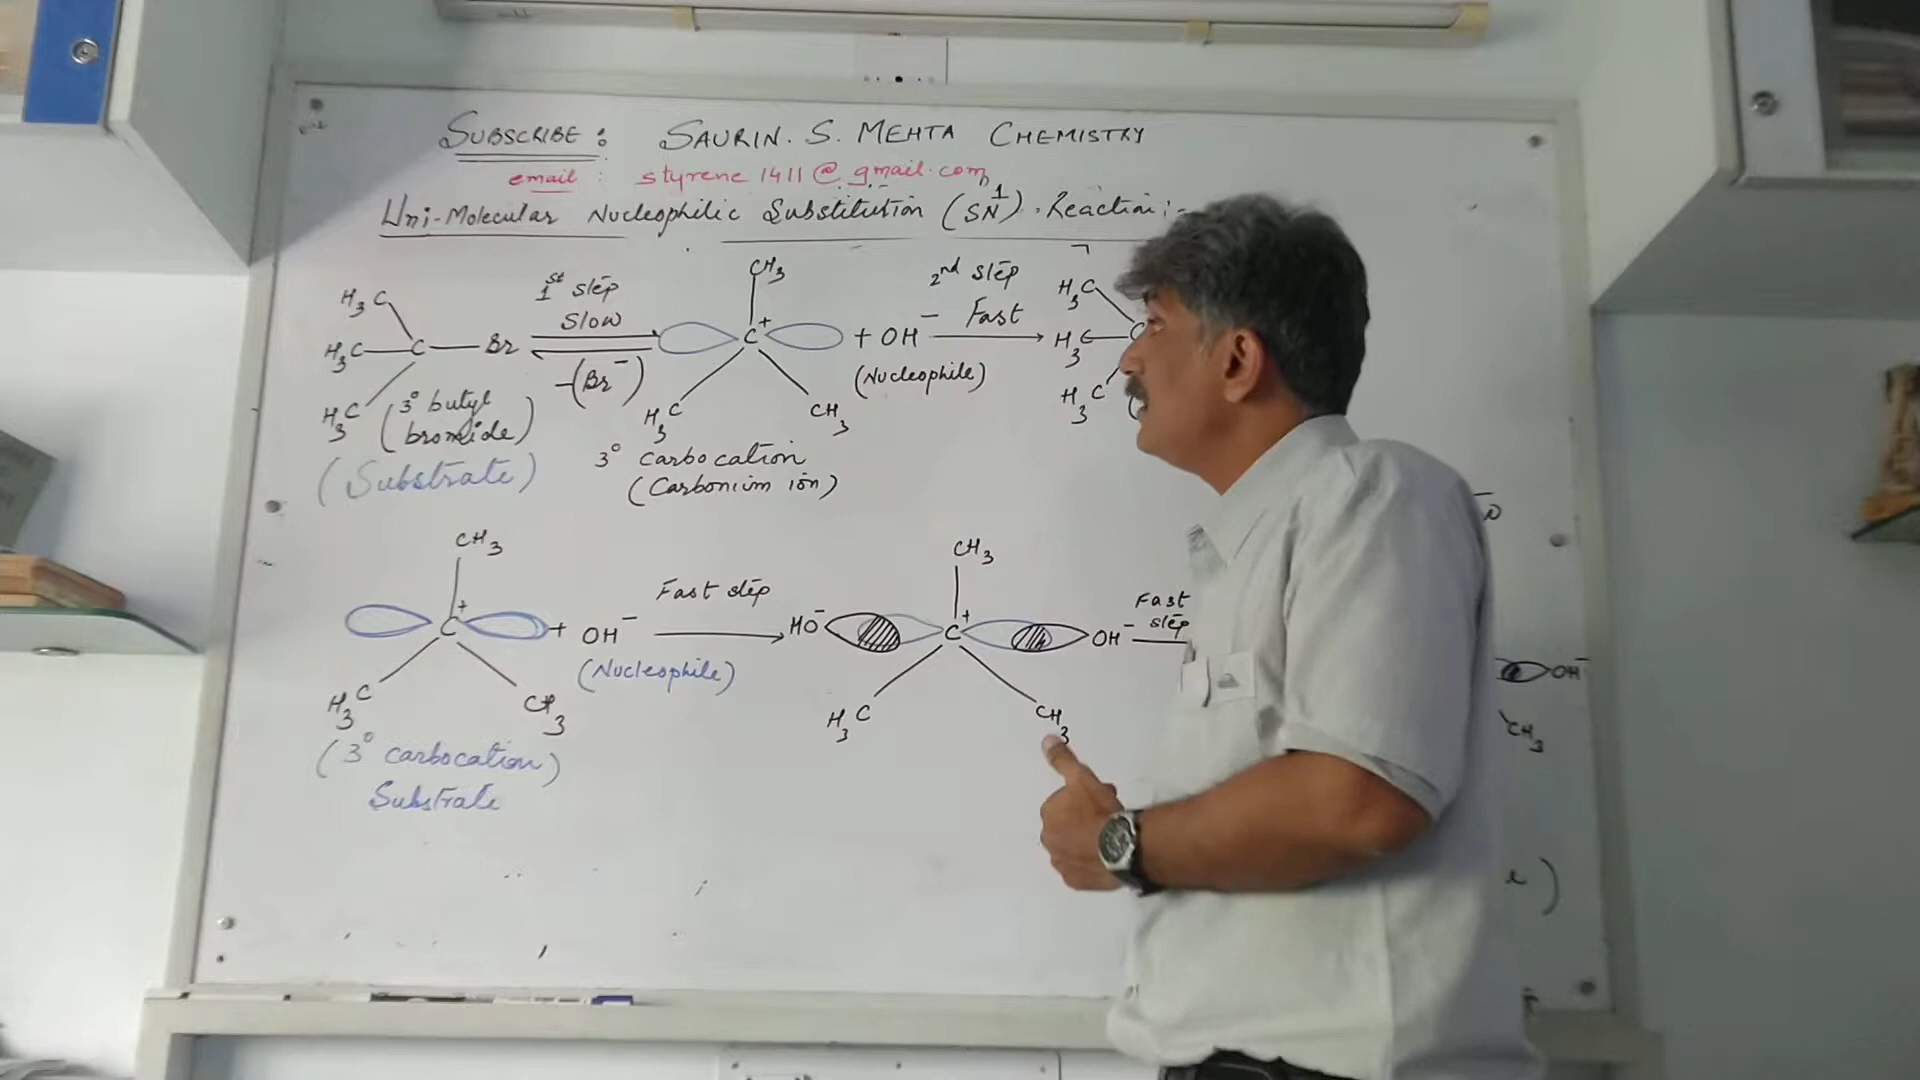 SUBSCRIBE : SAURIN. S. MEHTA CHEMISTRY
email : styrene 1411@gmail.com
Uni-Molecular Nucleophilic Substitution (SN¹) Reaction:-
H₃C
H₃C C Br
H₃C
(3° butyl bromide)
(Substrate)
1st step
Slow
-(Br⁻)
CH₃
C⁺
H₃C CH₃
3° carbocation
(Carbonium ion)
+ OH⁻
(Nucleophile)
2nd step
Fast
H₃C
H₃C C
H₃C
CH₃
C⁺ + OH⁻
(Nucleophile)
H₃C CH₃
(3° carbocation)
Substrate
Fast step
CH₃
HO⁻ C⁺ OH⁻
H₃C CH₃
Fast
step
OH⁻
CH₃